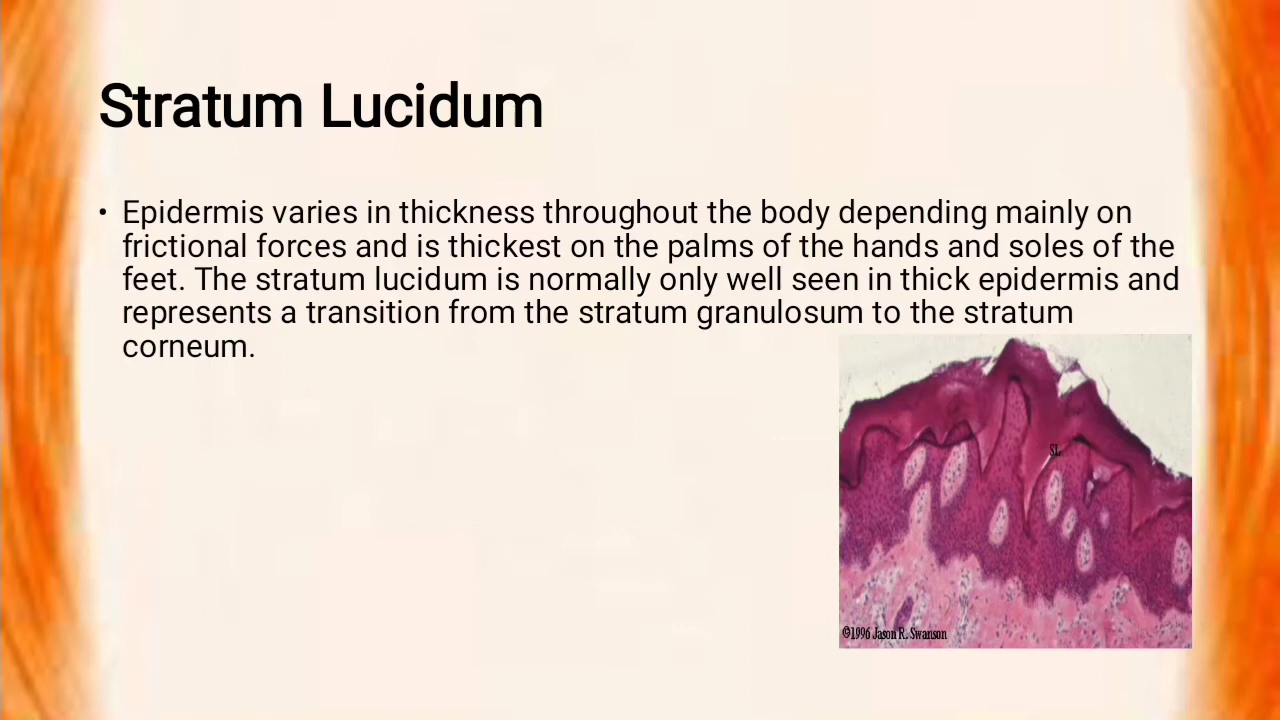 Stratum Lucidum
• Epidermis varies in thickness throughout the body depending mainly on
frictional forces and is thickest on the palms of the hands and soles of the
feet. The stratum lucidum is normally only well seen in thick epidermis and
represents a transition from the stratum granulosum to the stratum
corneum.
SL
©1996 Jason R. Swanson